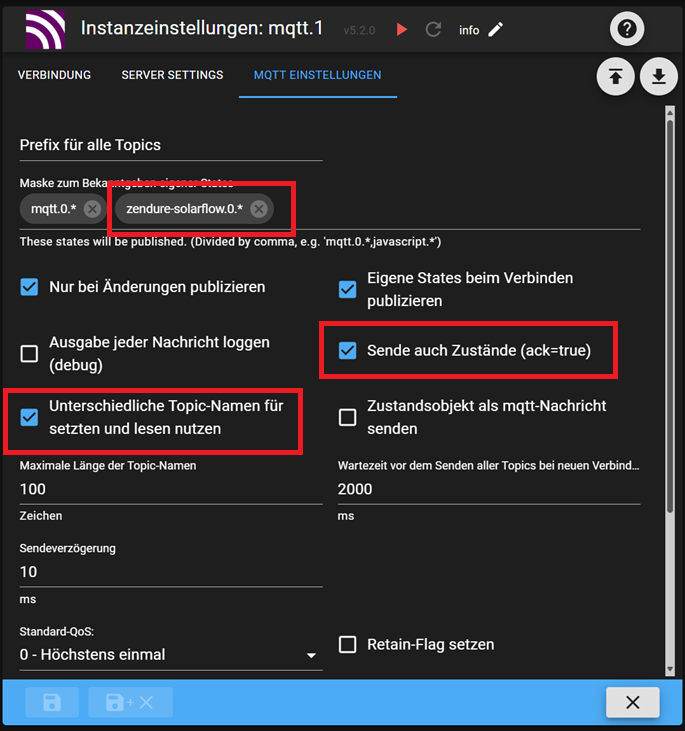 Instanzeinstellungen: mqtt.1 v5.2.0 info
VERBINDUNG SERVER SETTINGS MQTT EINSTELLUNGEN
Prefix für alle Topics
Maske zum Bekanntgeben eigener States
mqtt.0.* zendure-solarflow.0.*
These states will be published. (Divided by comma, e.g. 'mqtt.0.*,javascript.*')
Nur bei Änderungen publizieren
Eigene States beim Verbinden
publizieren
Ausgabe jeder Nachricht loggen
(debug)
Sende auch Zustände (ack=true)
Unterschiedliche Topic-Namen für
setzten und lesen nutzen
Zustandsobjekt als mqtt-Nachricht
senden
Maximale Länge der Topic-Namen
100
Zeichen
Wartezeit vor dem Senden aller Topics bei neuen Verbind...
2000
ms
Sendeverzögerung
10
ms
Standard-QoS:
0 - Höchstens einmal
Retain-Flag setzen